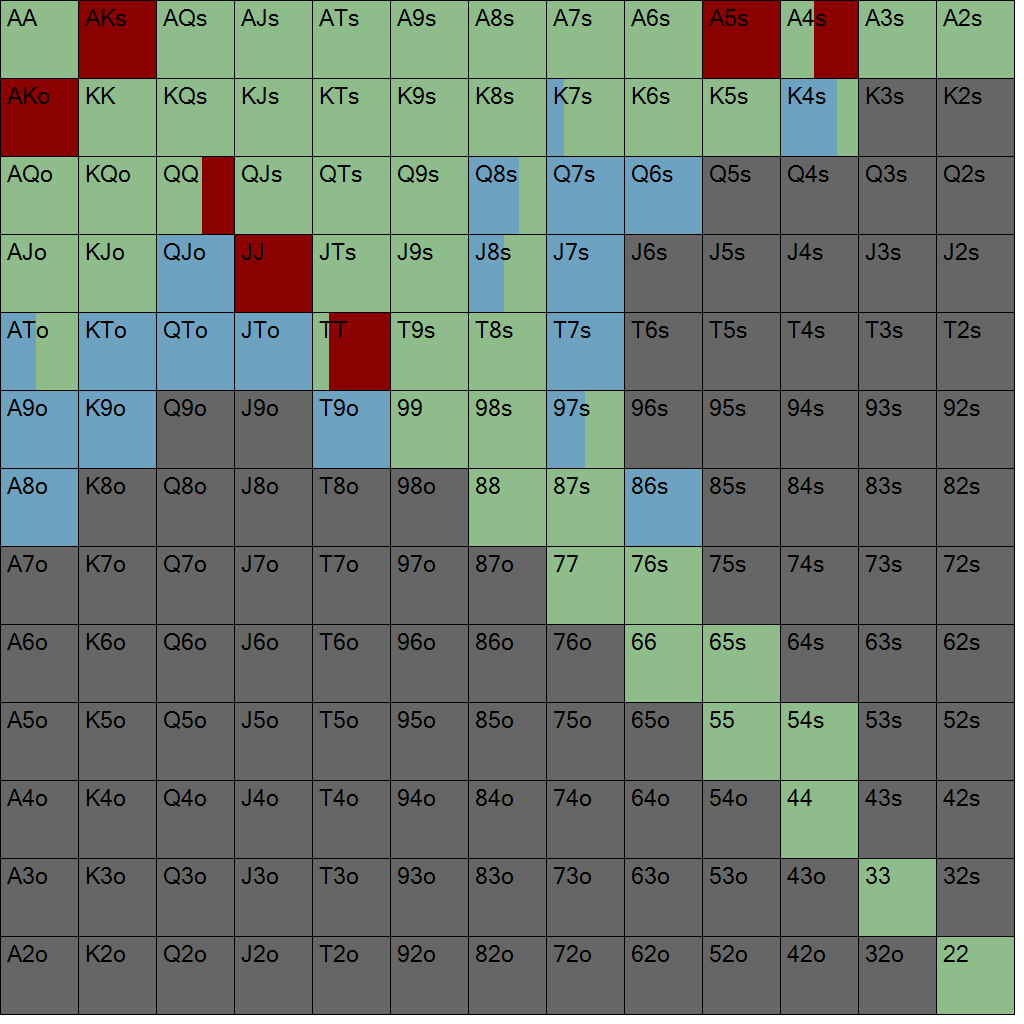 AA AKs AQs AJs ATs A9s A8s A7s A6s A5s A4s A3s A2s
AKo KK KQs KJs KTs K9s K8s K7s K6s K5s K4s K3s K2s
AQo KQo QQ QJs QTs Q9s Q8s Q7s Q6s Q5s Q4s Q3s Q2s
AJo KJo QJo JJ JTs J9s J8s J7s J6s J5s J4s J3s J2s
ATo KTo QTo JTo TT T9s T8s T7s T6s T5s T4s T3s T2s
A9o K9o Q9o J9o T9o 99 98s 97s 96s 95s 94s 93s 92s
A8o K8o Q8o J8o T8o 98o 88 87s 86s 85s 84s 83s 82s
A7o K7o Q7o J7o T7o 97o 87o 77 76s 75s 74s 73s 72s
A6o K6o Q6o J6o T6o 96o 86o 76o 66 65s 64s 63s 62s
A5o K5o Q5o J5o T5o 95o 85o 75o 65o 55 54s 53s 52s
A4o K4o Q4o J4o T4o 94o 84o 74o 64o 54o 44 43s 42s
A3o K3o Q3o J3o T3o 93o 83o 73o 63o 53o 43o 33 32s
A2o K2o Q2o J2o T2o 92o 82o 72o 62o 52o 42o 32o 22